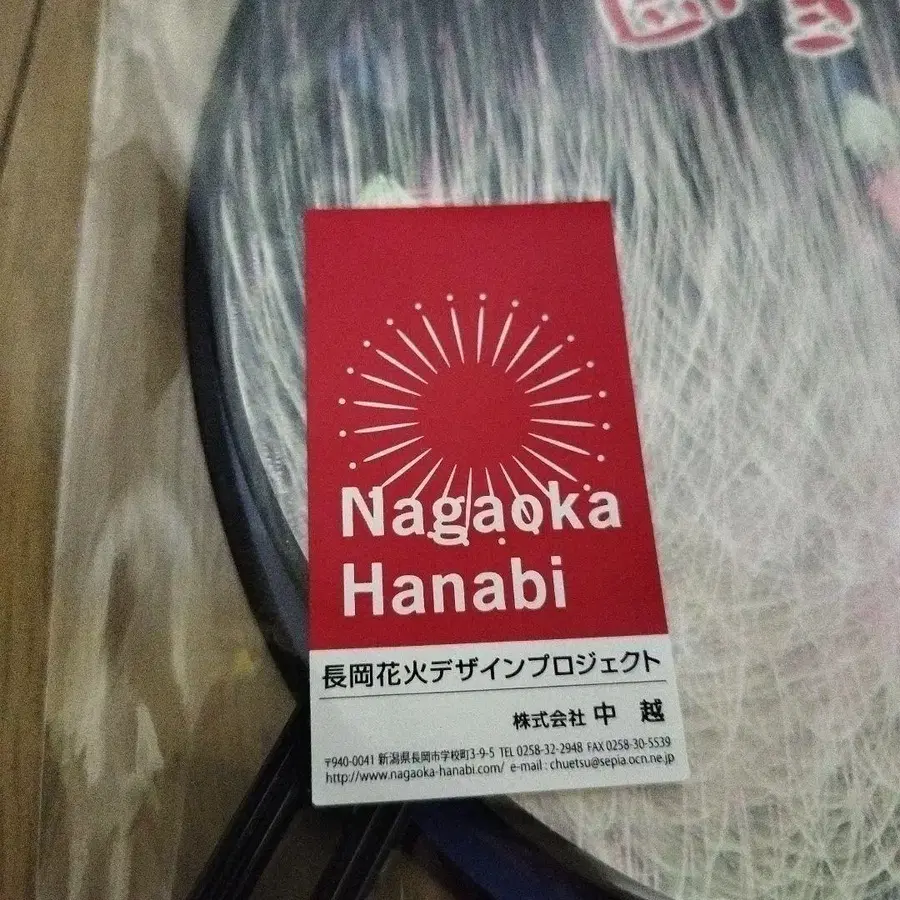 Nagaoka
Hanabi
長岡花火デザインプロジェクト
株式会社 中 越
〒940-0041 新潟県長岡市学校町3-9-5 TEL 0258-32-2948 FAX 0258-30-5539
http://www.nagaoka-hanabi.com/ e-mail : chuetsu@sepia.ocn.ne.jp